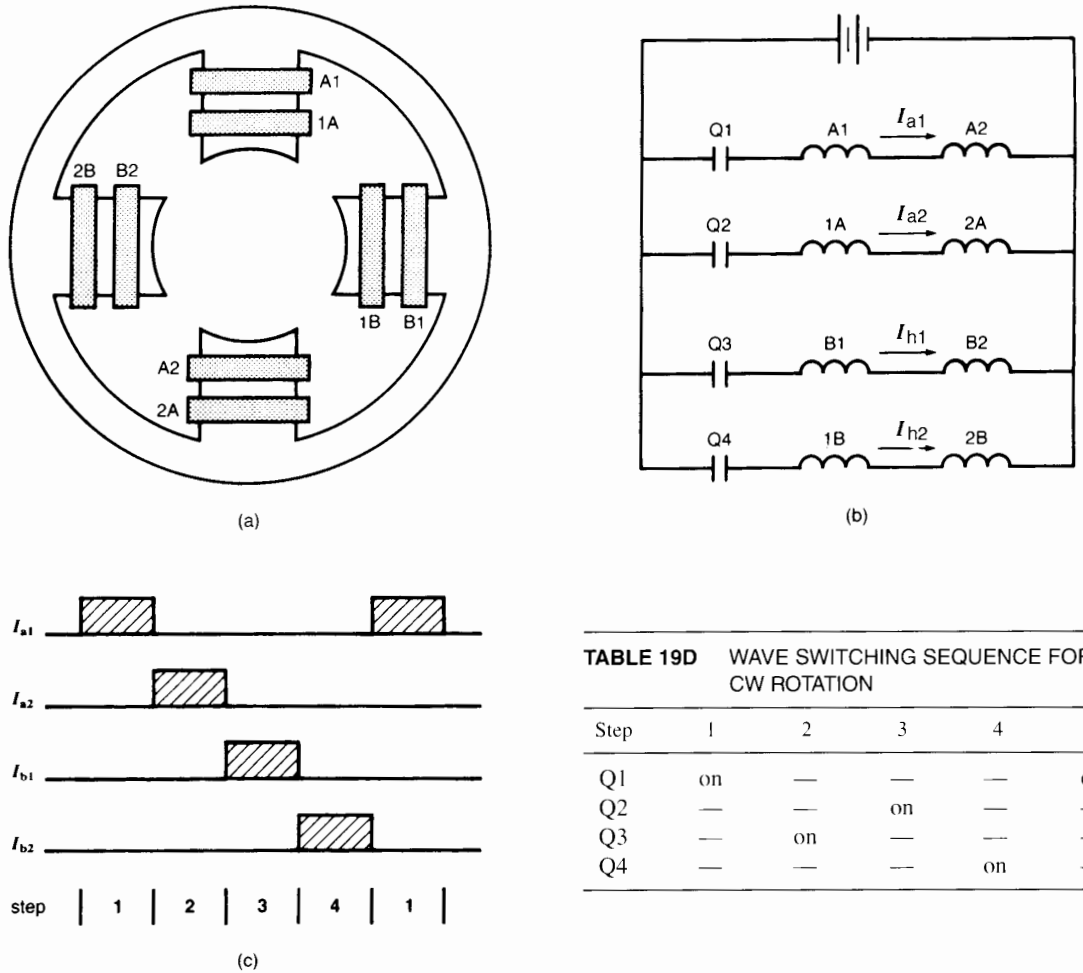 A1
1A
2B B2
1B B1
A2
2A
(a)
Q1 A1 Ia1 A2
Q2 1A Ia2 2A
Q3 B1 Ih1 B2
Q4 1B Ih2 2B
(b)
Ia1
Ia2
Ib1
Ib2
step 1 2 3 4 1
(c)
TABLE 19D WAVE SWITCHING SEQUENCE FOR
CW ROTATION
Step 1 2 3 4
Q1 on — — —
Q2 — — on —
Q3 — on — —
Q4 — — — on